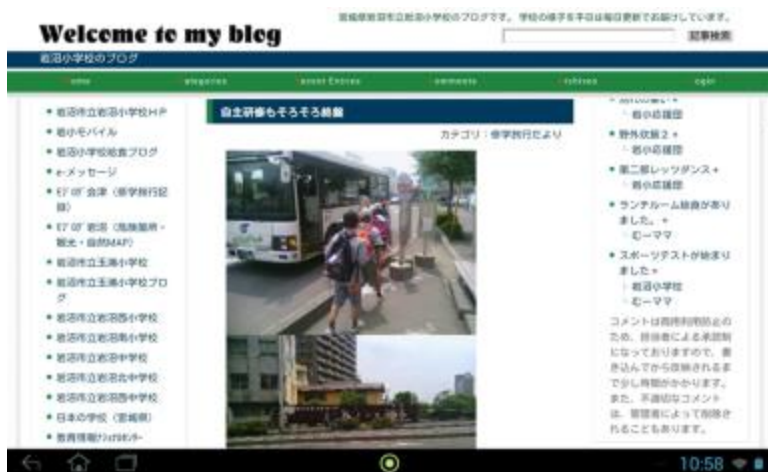 宮城県岩沼市立岩沼小学校のブログです。 学校の様子を平日は毎日更新でお届けしています。
Welcome to my blog
記事検索
岩沼小学校のブログ
Recent Entries
岩沼市立岩沼小学校HP
岩小モバイル
岩沼小学校給食ブログ
e-メッセージ
会津(修学旅行記
録)
岩沼(危険箇所・
観光・自然MAP)
岩沼市立玉浦小学校
岩沼市立玉浦小学校ブロ
グ
岩沼市立岩沼西小学校
岩沼市立岩沼南小学校
岩沼市立岩沼中学校
岩沼市立岩沼北中学校
岩沼市立岩沼西中学校
日本の学校(宮城県)
自主研修もそろそろ終盤
カテゴリ:修学旅行だより
岩小応援団
野外炊飯2+
岩小応援団
第二部レッツダンス+
岩小応援団
ランチルーム給食があり
ました。+
むーママ
スポーツテストが始まり
ました+
岩沼小学校
むーママ
コメントは商用利用防止の
ため、担当者による承認制
になっておりますので、書
き込んでから反映されるま
で少し時間がかかります。
また、不適切なコメント
は、管理者によって削除さ
れることもあります。
10:58